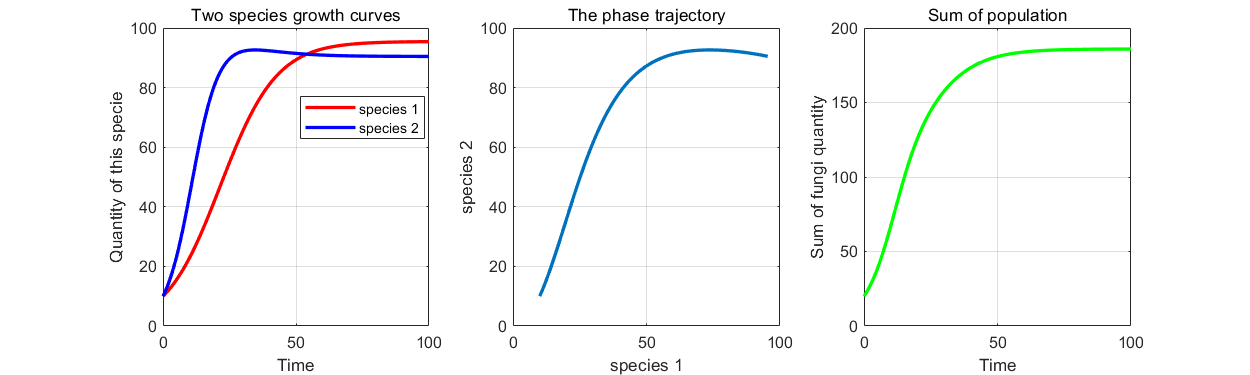 Two species growth curves
Quantity of this specie
100
80
60
40
20
0
species 1
species 2
0
50
100
Time
The phase trajectory
species 2
100
80
60
40
20
0
0
50
100
species 1
Sum of population
Sum of fungi quantity
200
150
100
50
0
0
50
100
Time